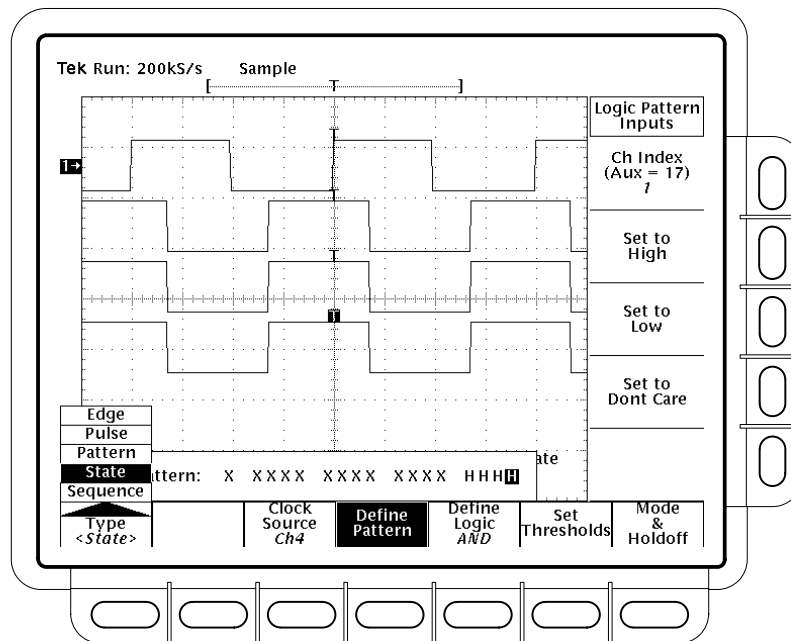 Tek Run: 200kS/s Sample
[ T ]
Logic Pattern
Inputs
Ch Index
(Aux = 17)
1
Set to
High
Set to
Low
Set to
Dont Care
1→
T
Edge
Pulse
Pattern
State
Sequence
ate
ttern: X XXXX XXXX XXXX HHHH
Type
<State>
Clock
Source
Ch4
Define
Pattern
Define
Logic
AND
Set
Thresholds
Mode
&
Holdoff